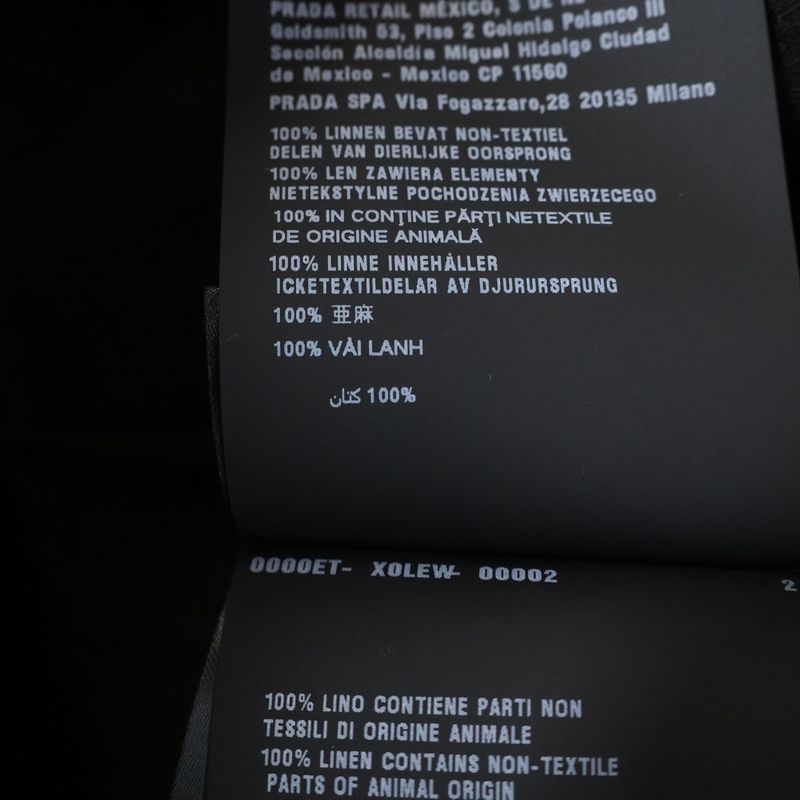 PRADA RETAIL MÉXICO, S DE
Goldsmith 53, Piso 2 Colonia Polanco III
Sección Alcaldía Miguel Hidalgo Ciudad
de Mexico - Mexico CP 11560
PRADA SPA Via Fogazzaro,28 20135 Milano
100% LINNEN BEVAT NON-TEXTIEL
DELEN VAN DIERLIJKE OORSPRONG
100% LEN ZAWIERA ELEMENTY
NIETEKSTYLNE POCHODZENIA ZWIERZECEGO
100% IN CONŢINE PĂRŢI NETEXTILE
DE ORIGINE ANIMALĂ
100% LINNE INNEHÅLLER
ICKETEXTILDELAR AV DJURURSPRUNG
100% 亜麻
100% VẢI LANH
100% كتان
0000ET- X0LEW- 00002
2
100% LINO CONTIENE PARTI NON
TESSILI DI ORIGINE ANIMALE
100% LINEN CONTAINS NON-TEXTILE
PARTS OF ANIMAL ORIGIN